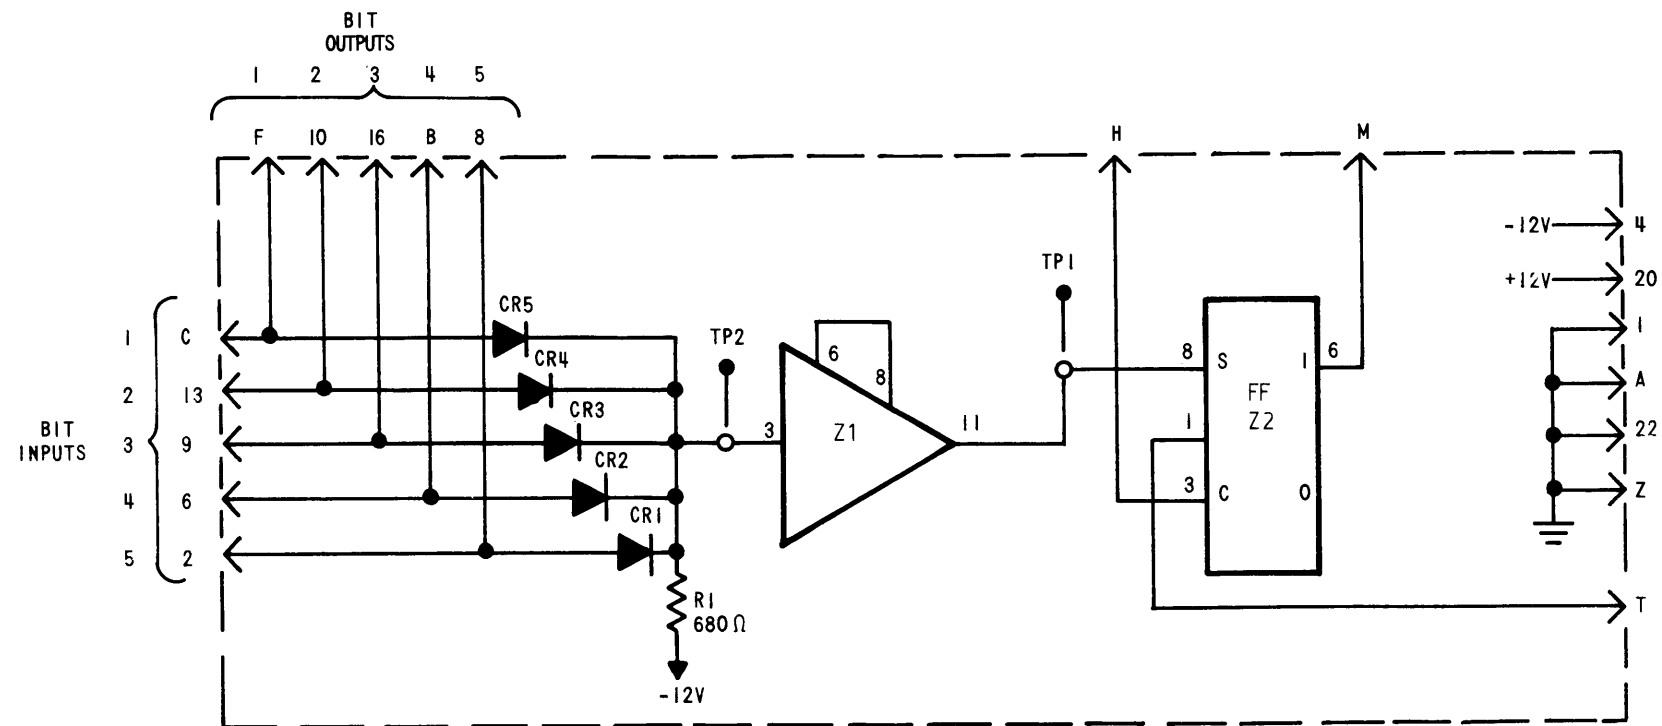 BIT
OUTPUTS
1 2 3 4 5
F 10 16 B 8
H
M
-12V 4
+12V 20
1
A
22
Z
T
BIT
INPUTS
1 C
2 13
3 9
4 6
5 2
CR5
CR4
CR3
CR2
CR1
R1
680Ω
-12V
TP2
3
6
8
Z1
11
TP1
8 S 1 6
FF
Z2
1
3 C 0